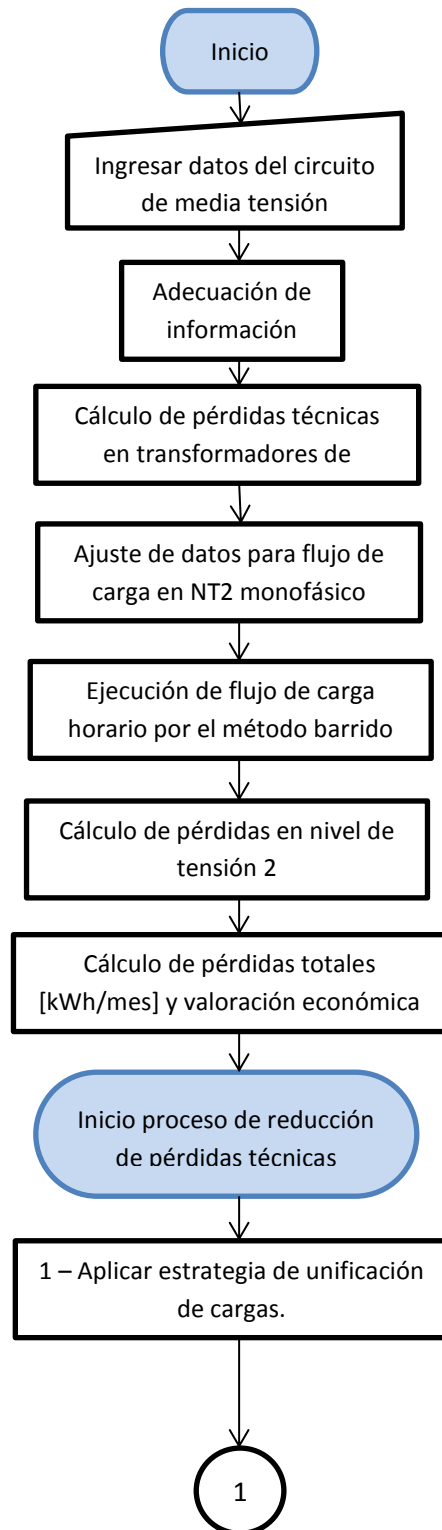 Inicio
Ingresar datos del circuito
de media tensión
Adecuación de
información
Cálculo de pérdidas técnicas
en transformadores de
Ajuste de datos para flujo de
carga en NT2 monofásico
Ejecución de flujo de carga
horario por el método barrido
Cálculo de pérdidas en nivel de
tensión 2
Cálculo de pérdidas totales
[kWh/mes] y valoración económica
Inicio proceso de reducción
de pérdidas técnicas
1 – Aplicar estrategia de unificación
de cargas.
1